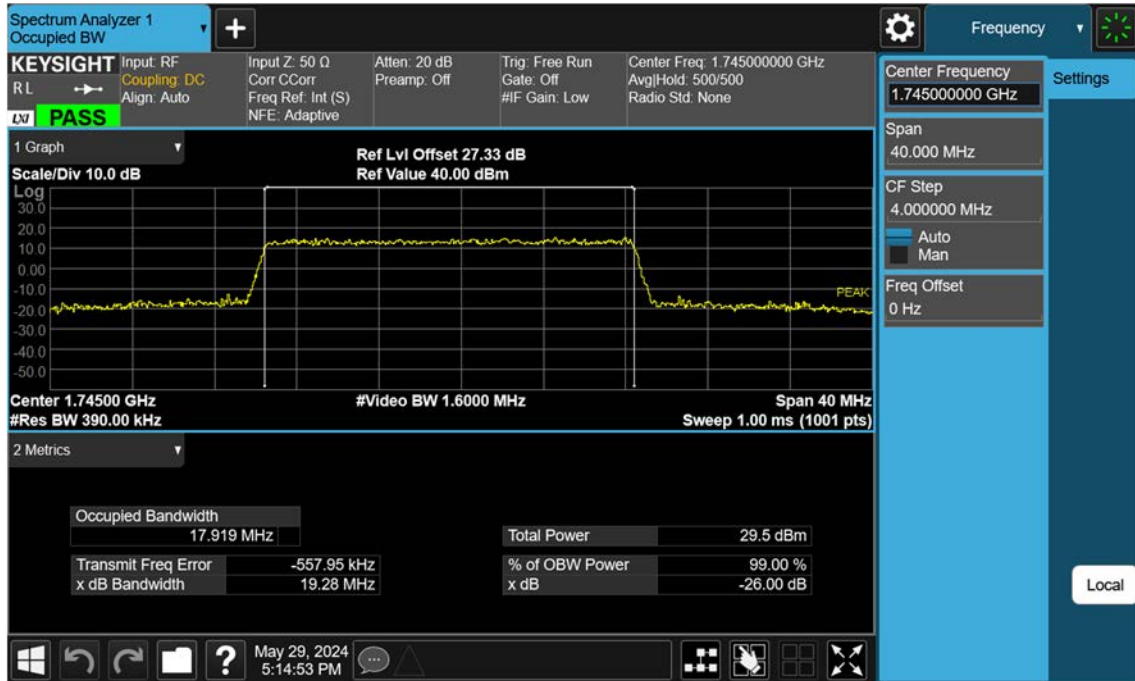 Spectrum Analyzer 1
Occupied BW
Frequency
KEYSIGHT
Input: RF
Input Z: 50 Ω
Atten: 20 dB
Trig: Free Run
Center Freq: 1.745000000 GHz
R L
Coupling: DC
Corr CCorr
Preamp: Off
Gate: Off
Avg|Hold: 500/500
Align: Auto
Freq Ref: Int (S)
#IF Gain: Low
Radio Std: None
NFE: Adaptive
LXI
PASS
1 Graph
Ref Lvl Offset 27.33 dB
Scale/Div 10.0 dB
Ref Value 40.00 dBm
Log
30.0
20.0
10.0
0.00
-10.0
-20.0
-30.0
-40.0
-50.0
PEAK
Center 1.74500 GHz
#Video BW 1.6000 MHz
Span 40 MHz
#Res BW 390.00 kHz
Sweep 1.00 ms (1001 pts)
2 Metrics
Occupied Bandwidth
17.919 MHz
Total Power 29.5 dBm
Transmit Freq Error -557.95 kHz
% of OBW Power 99.00 %
x dB Bandwidth 19.28 MHz
x dB -26.00 dB
?
May 29, 2024
5:14:53 PM
Center Frequency
1.745000000 GHz
Settings
Span
40.000 MHz
CF Step
4.000000 MHz
Auto
Man
Freq Offset
0 Hz
Local